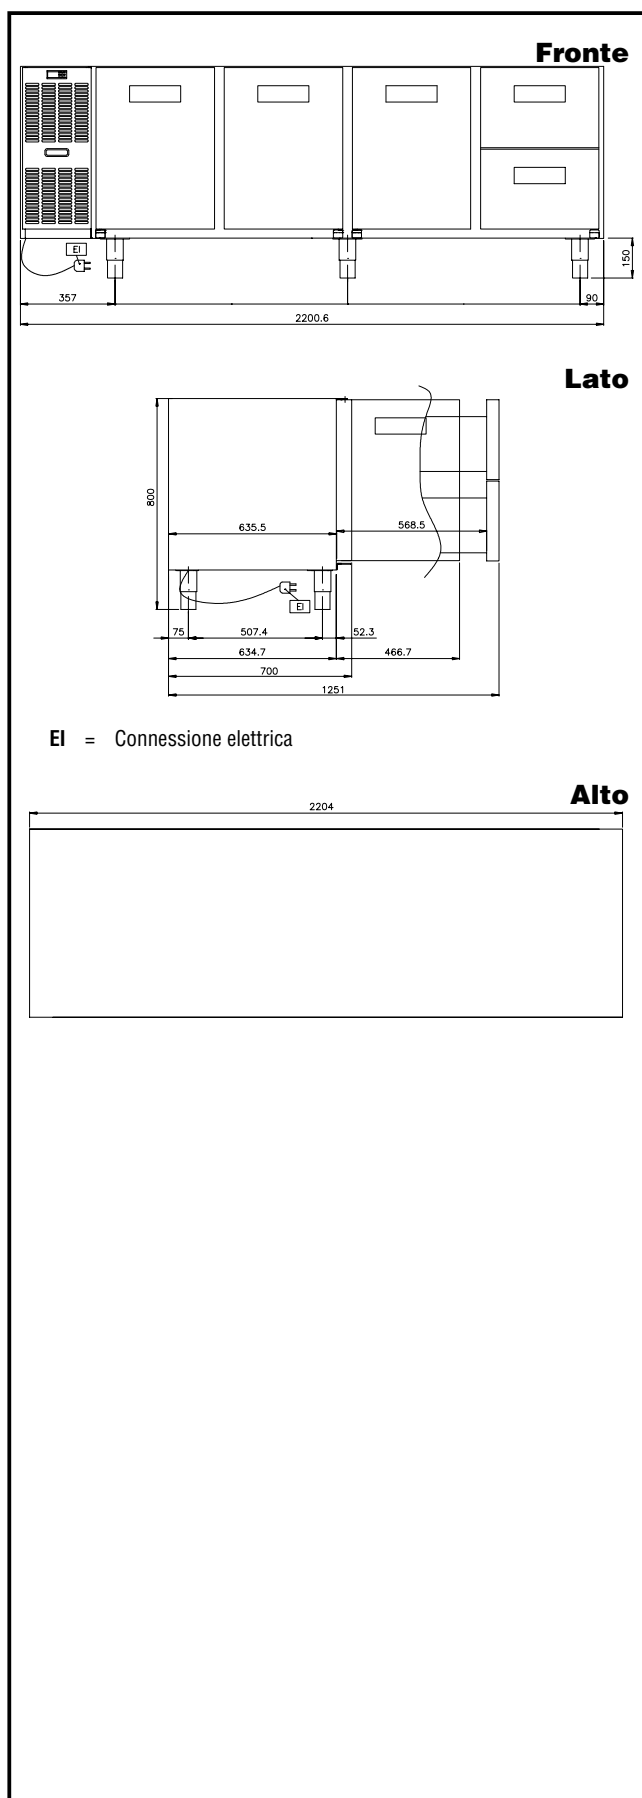 Fronte
EI
150
357
90
2200.6
Lato
800
635.5
568.5
EI
75
507.4
52.3
634.7
466.7
700
1251
EI = Connessione elettrica
Alto
2204